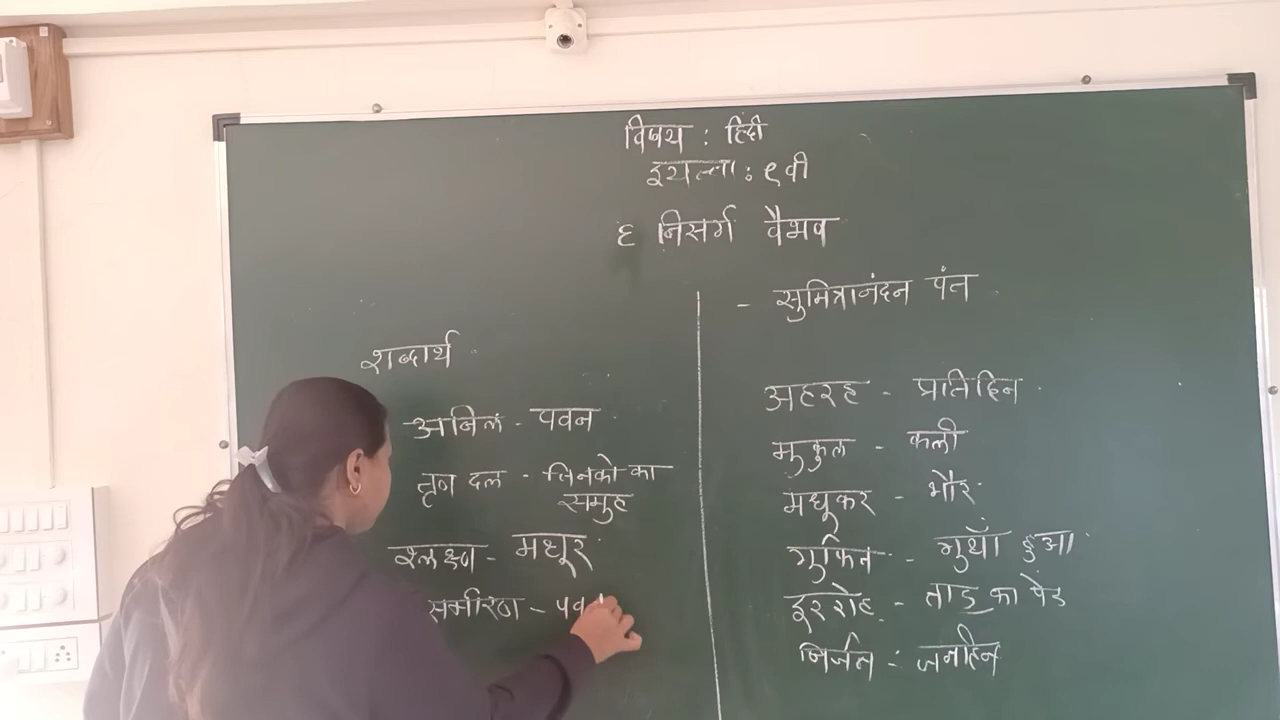 विषय : हिंदी
इयत्ता : ९वी
६ निसर्ग वैभव
- सुमित्रानंदन पंत
शब्दार्थ
अनिल - पवन
तृण दल - तिनको का
समुह
श्लक्ष्ण - मधूर
समीरण - पव
अहरह - प्रतिदिन
मुकुल - कली
मधूकर - भौर
गुफित - गुथाँ हुआ
इररोह - ताड का पेड
निर्जन : जनहिन